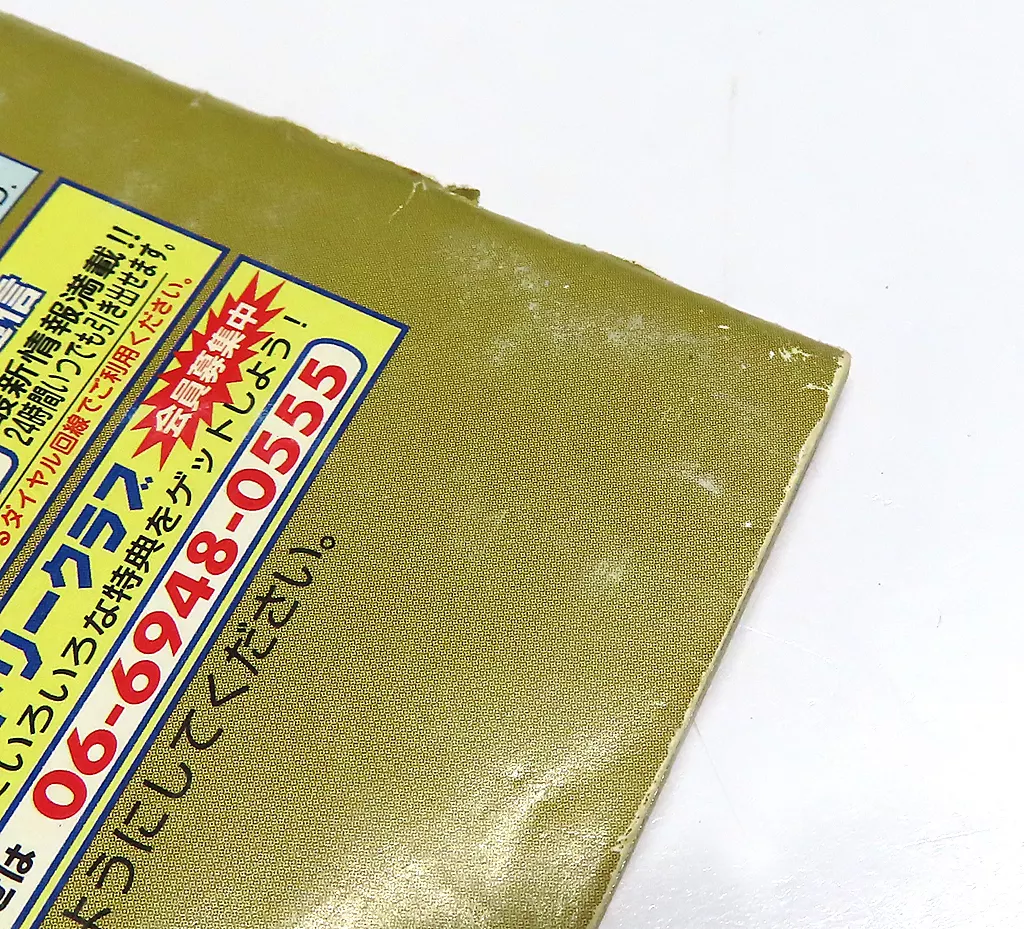 最新情報満載!!
24時間いつでも引き出せます。
るダイヤル回線でご利用ください。
会員募集中
リークラブ
いろいろな特典をゲットしよう!
は 06-6948-0555
ようにしてください。